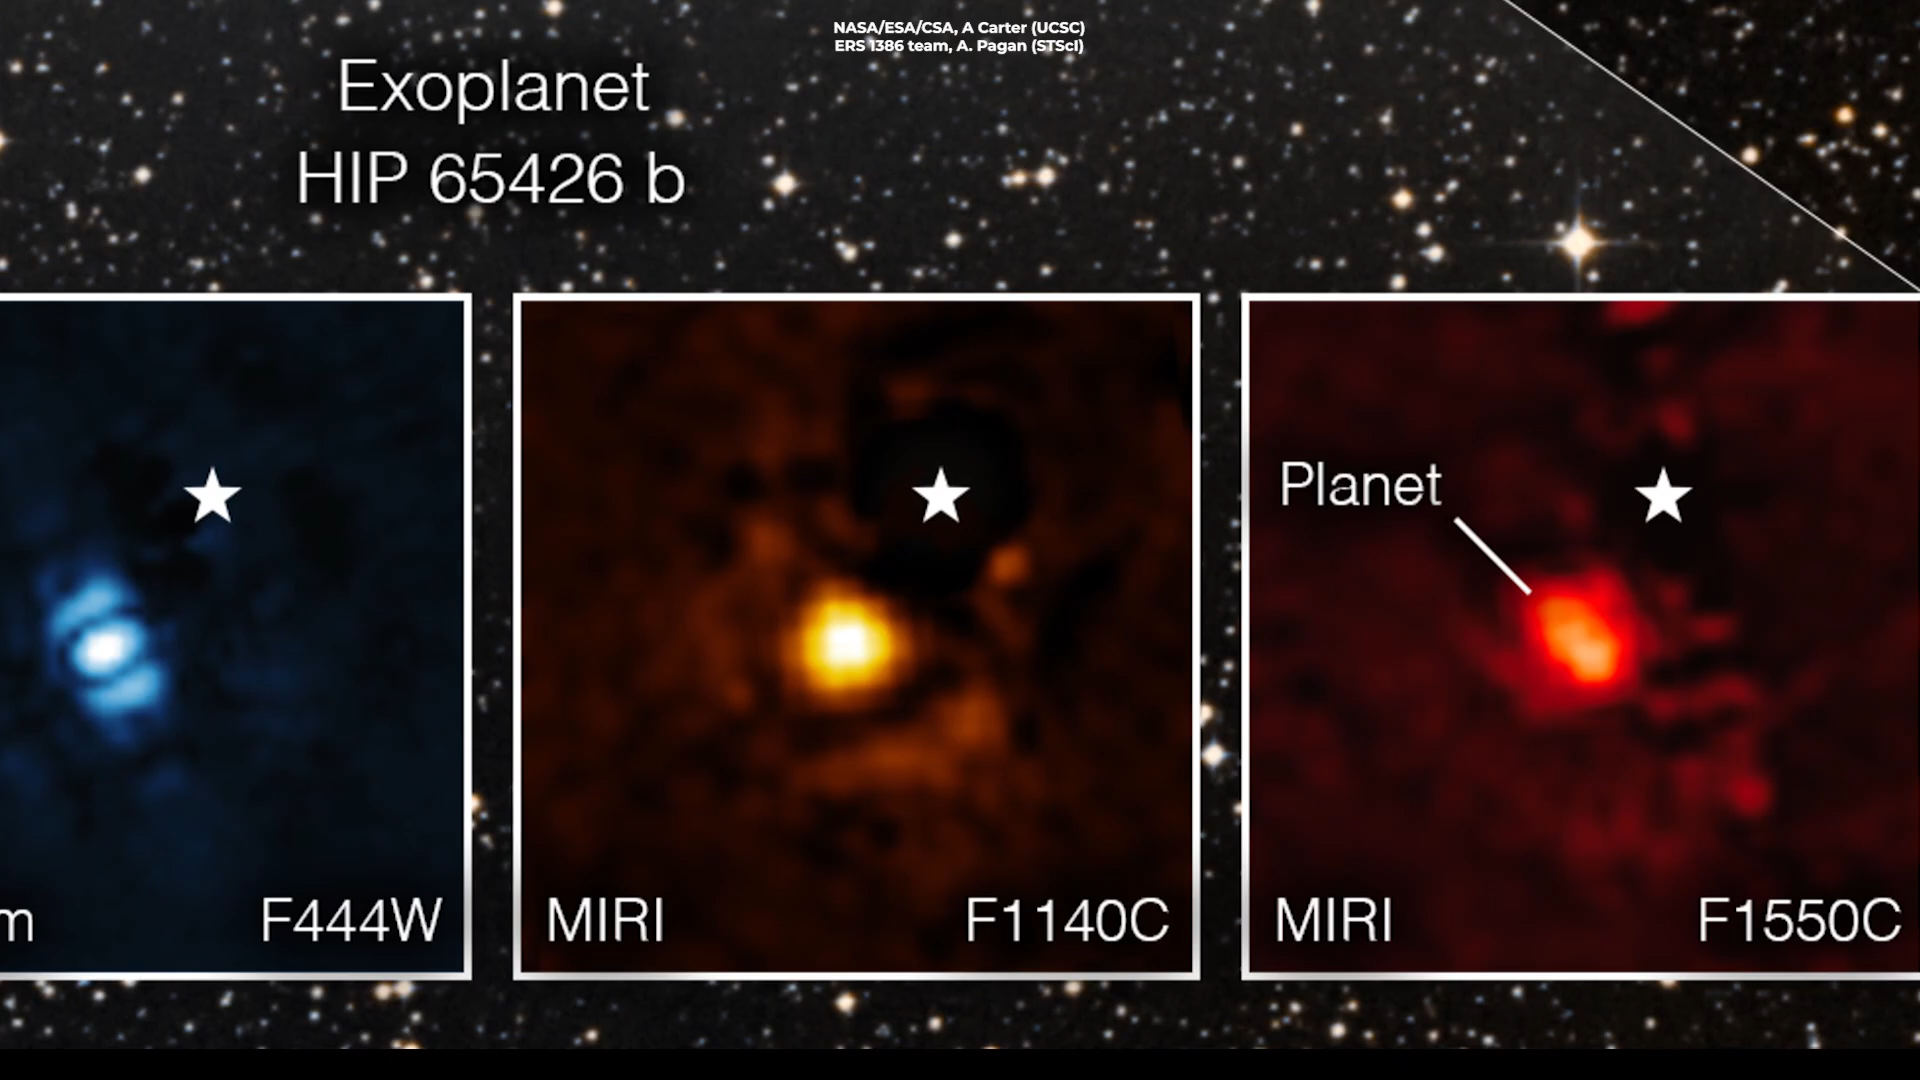 NASA/ESA/CSA, A Carter (UCSC)
ERS 1386 team, A. Pagan (STScI)
Exoplanet
HIP 65426 b
Planet
m
F444W
MIRI
F1140C
MIRI
F1550C